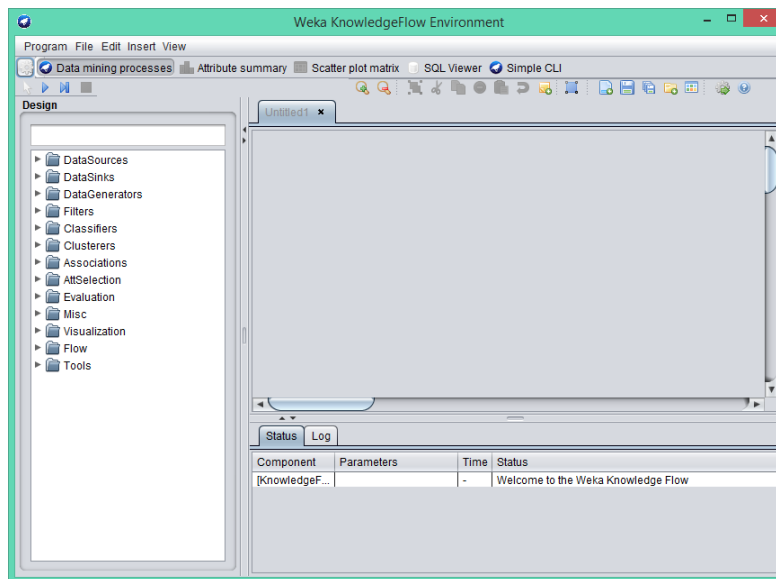 Weka KnowledgeFlow Environment
Program File Edit Insert View
Data mining processes Attribute summary Scatter plot matrix SQL Viewer Simple CLI
Design
Untitled1
DataSources
DataSinks
DataGenerators
Filters
Classifiers
Clusterers
Associations
AttSelection
Evaluation
Misc
Visualization
Flow
Tools
Status Log
Component Parameters Time Status
[KnowledgeF... - Welcome to the Weka Knowledge Flow